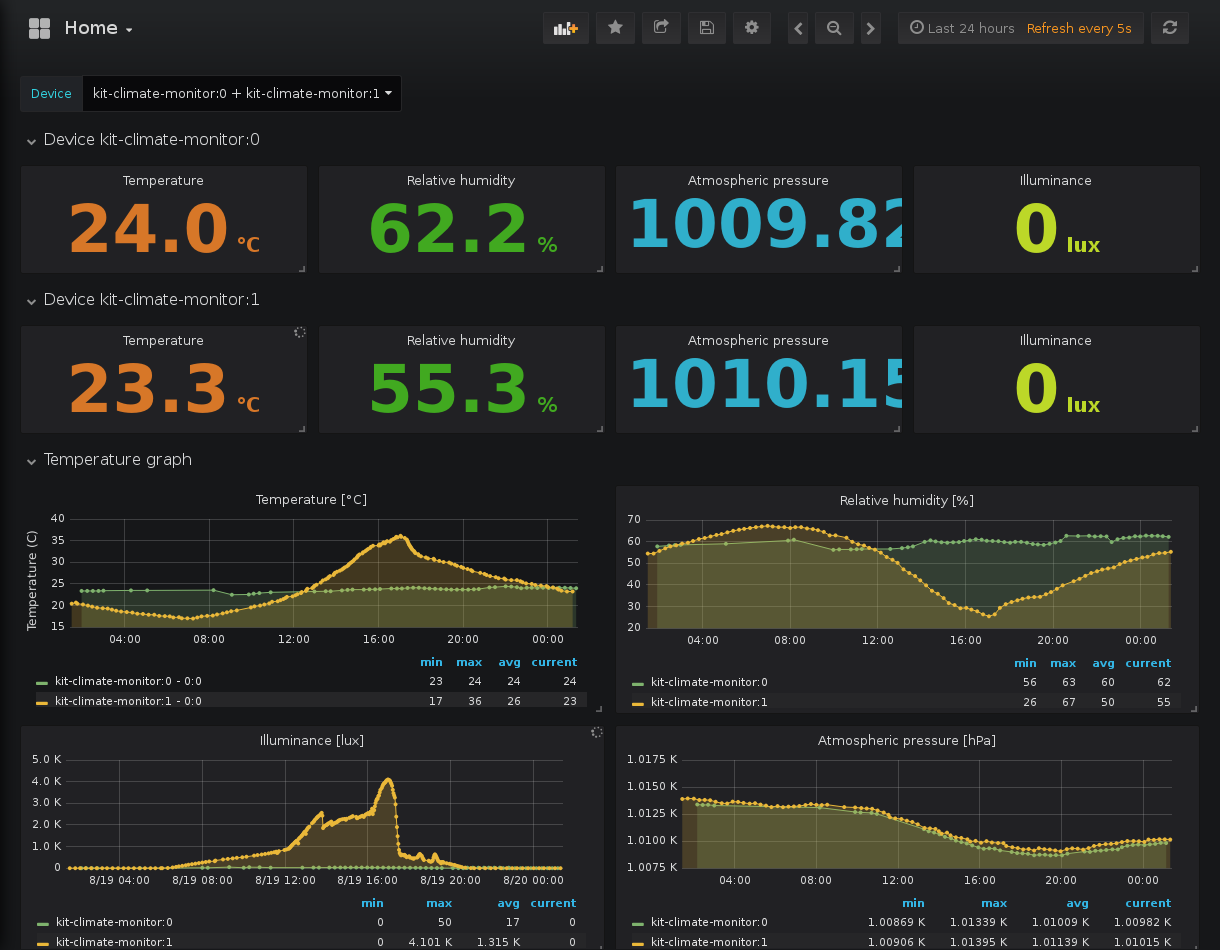 Home
Last 24 hours Refresh every 5s
Device kit-climate-monitor:0 + kit-climate-monitor:1
Device kit-climate-monitor:0
Temperature Relative humidity Atmospheric pressure Illuminance
24.0 °C 62.2 % 1009.82 0 lux
Device kit-climate-monitor:1
Temperature Relative humidity Atmospheric pressure Illuminance
23.3 °C 55.3 % 1010.15 0 lux
Temperature graph
Temperature [°C]
Temperature (C)
40
35
30
25
20
15
04:00 08:00 12:00 16:00 20:00 00:00
min max avg current
kit-climate-monitor:0 - 0:0 23 24 24 24
kit-climate-monitor:1 - 0:0 17 36 26 23
Relative humidity [%]
70
60
50
40
30
20
04:00 08:00 12:00 16:00 20:00 00:00
min max avg current
kit-climate-monitor:0 56 63 60 62
kit-climate-monitor:1 26 67 50 55
Illuminance [lux]
5.0 K
4.0 K
3.0 K
2.0 K
1.0 K
0
8/19 04:00 8/19 08:00 8/19 12:00 8/19 16:00 8/19 20:00 8/20 00:00
min max avg current
kit-climate-monitor:0 0 50 17 0
kit-climate-monitor:1 0 4.101 K 1.315 K 0
Atmospheric pressure [hPa]
1.0175 K
1.0150 K
1.0125 K
1.0100 K
1.0075 K
04:00 08:00 12:00 16:00 20:00 00:00
min max avg current
kit-climate-monitor:0 1.00869 K 1.01339 K 1.01009 K 1.00982 K
kit-climate-monitor:1 1.00906 K 1.01395 K 1.01139 K 1.01015 K